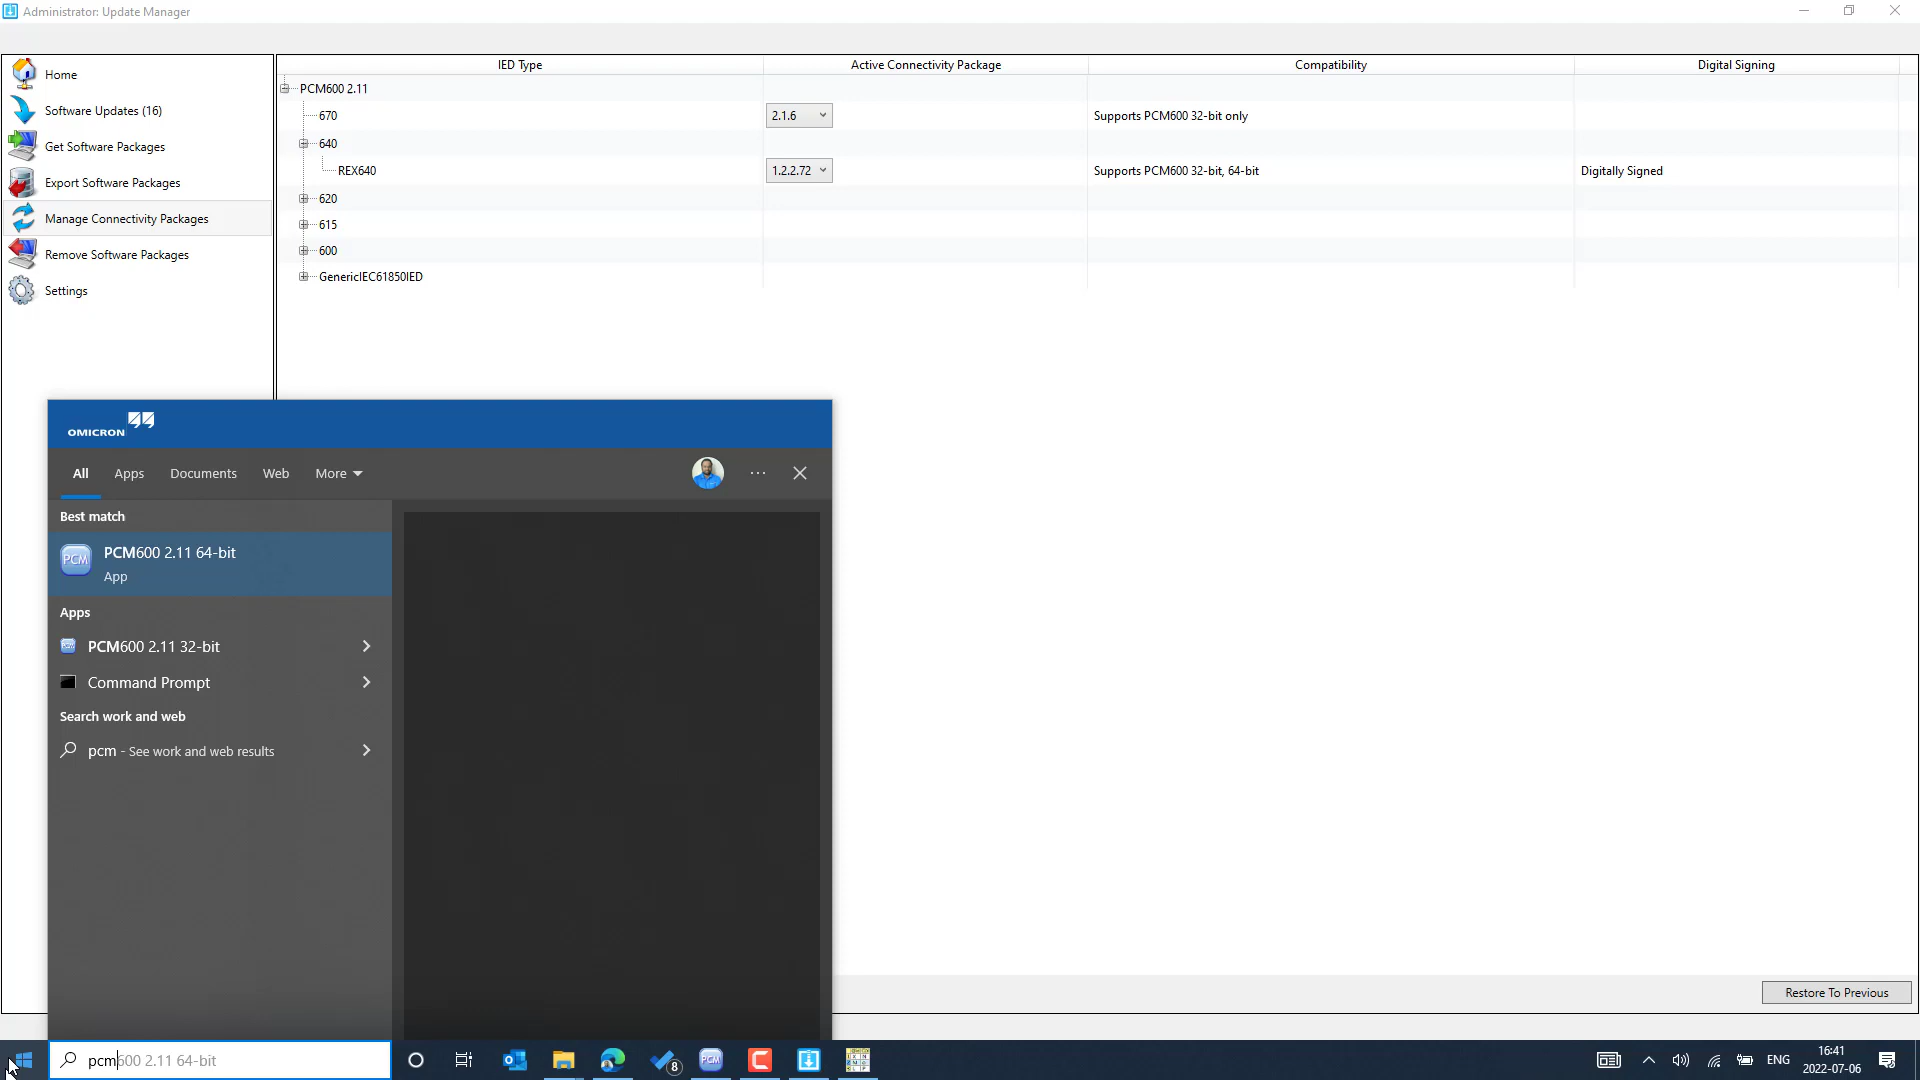 Administrator: Update Manager
Home
Software Updates (16)
Get Software Packages
Export Software Packages
Manage Connectivity Packages
Remove Software Packages
Settings
IED Type Active Connectivity Package Compatibility Digital Signing
PCM600 2.11
670 2.1.6 Supports PCM600 32-bit only
640
REX640 1.2.2.72 Supports PCM600 32-bit, 64-bit Digitally Signed
620
615
600
GenericIEC61850IED
OMICRON
All Apps Documents Web More
Best match
PCM PCM600 2.11 64-bit
App
Apps
PCM600 2.11 32-bit
Command Prompt
Search work and web
pcm - See work and web results
Restore To Previous
pcm600 2.11 64-bit
8
PCM
ENG
16:41
2022-07-06